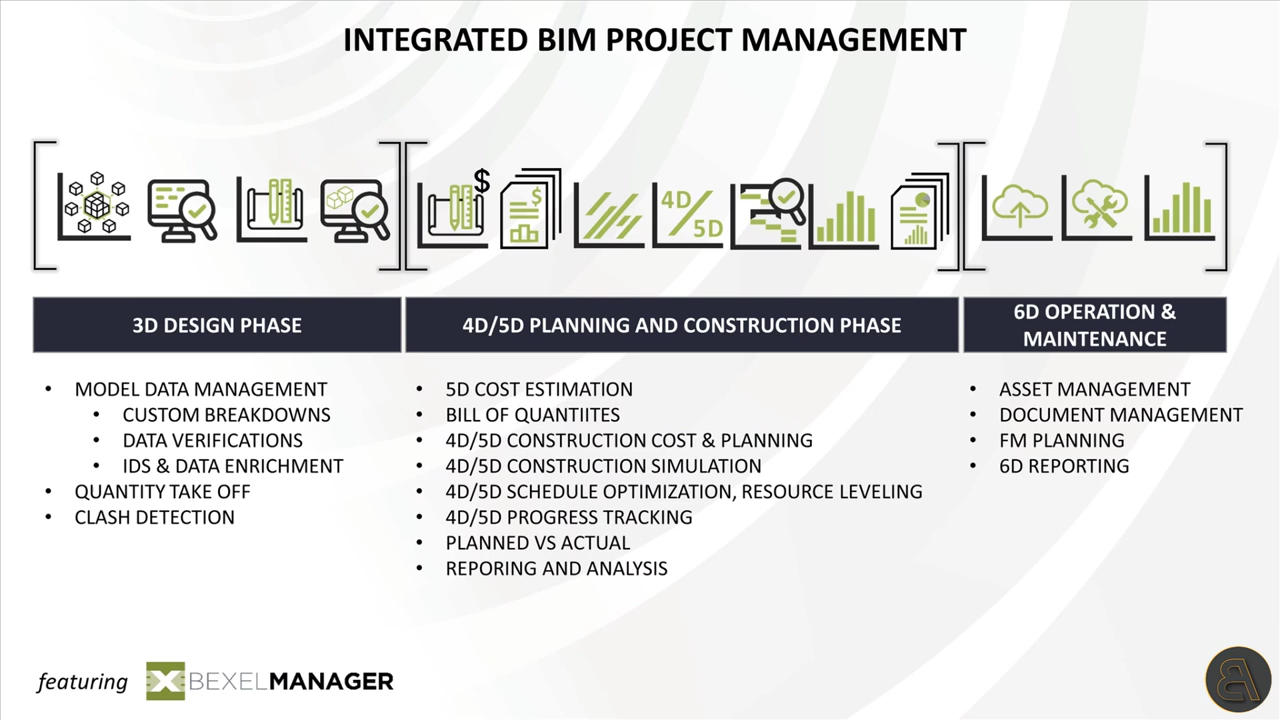 INTEGRATED BIM PROJECT MANAGEMENT
$
$
4D/
5D
3D DESIGN PHASE
4D/5D PLANNING AND CONSTRUCTION PHASE
6D OPERATION &
MAINTENANCE
• MODEL DATA MANAGEMENT
• CUSTOM BREAKDOWNS
• DATA VERIFICATIONS
• IDS & DATA ENRICHMENT
• QUANTITY TAKE OFF
• CLASH DETECTION
• 5D COST ESTIMATION
• BILL OF QUANTIITES
• 4D/5D CONSTRUCTION COST & PLANNING
• 4D/5D CONSTRUCTION SIMULATION
• 4D/5D SCHEDULE OPTIMIZATION, RESOURCE LEVELING
• 4D/5D PROGRESS TRACKING
• PLANNED VS ACTUAL
• REPORING AND ANALYSIS
• ASSET MANAGEMENT
• DOCUMENT MANAGEMENT
• FM PLANNING
• 6D REPORTING
featuring BEXELMANAGER